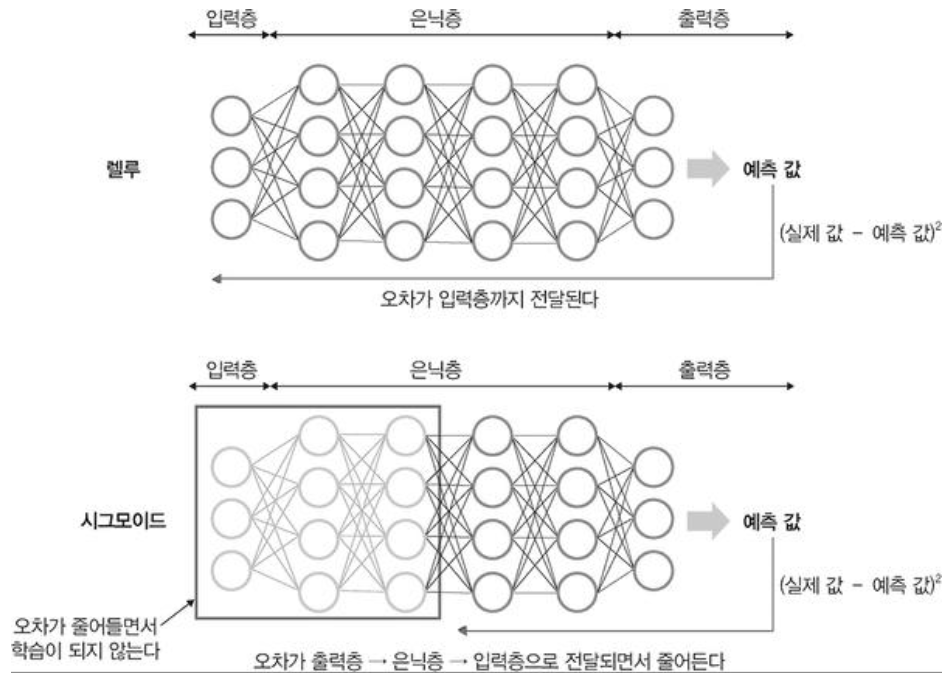 입력층 은닉층 출력층
렐루
예측 값
(실제 값 - 예측 값)²
오차가 입력층까지 전달된다
입력층 은닉층 출력층
시그모이드
예측 값
(실제 값 - 예측 값)²
오차가 줄어들면서
학습이 되지 않는다
오차가 출력층 → 은닉층 → 입력층으로 전달되면서 줄어든다